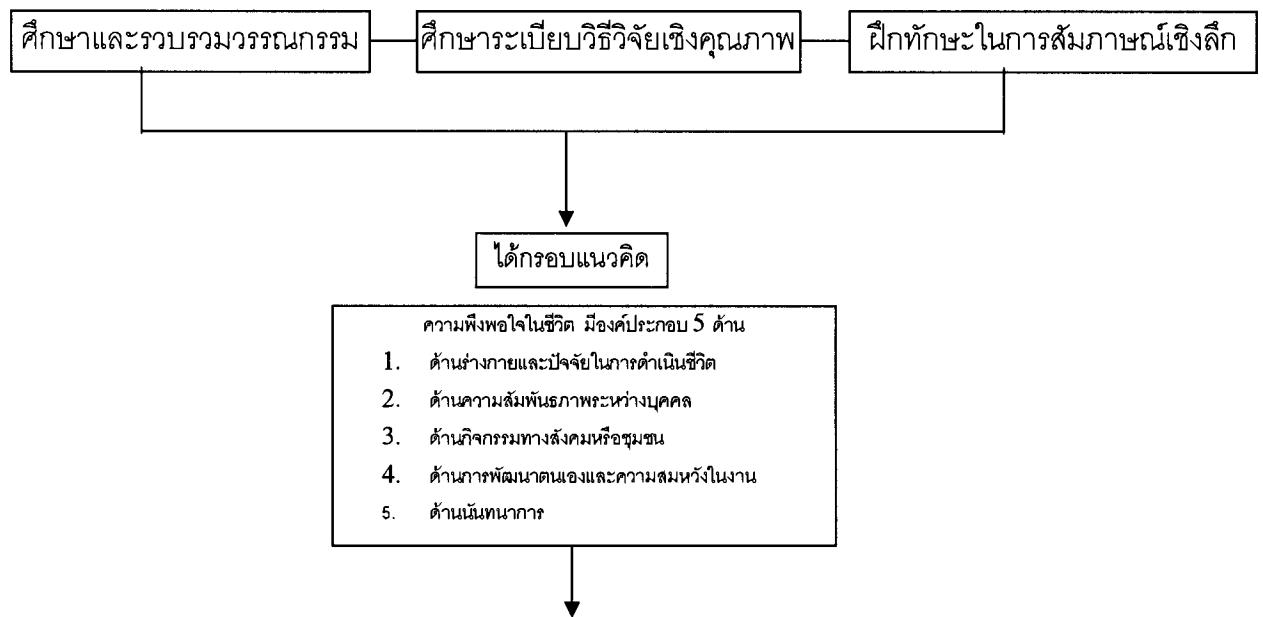 ศึกษาและรวบรวมวรรณกรรม
ศึกษาระเบียบวิธีวิจัยเชิงคุณภาพ
ฝึกทักษะในการสัมภาษณ์เชิงลึก
ได้กรอบแนวคิด
ความพึงพอใจในชีวิต มีองค์ประกอบ 5 ด้าน
1. ด้านร่างกายและปัจจัยในการดำเนินชีวิต
2. ด้านความสัมพันธภาพระหว่างบุคคล
3. ด้านกิจกรรมทางสังคมหรือชุมชน
4. ด้านการพัฒนาตนเองและความสมหวังในงาน
5. ด้านนันทนาการ